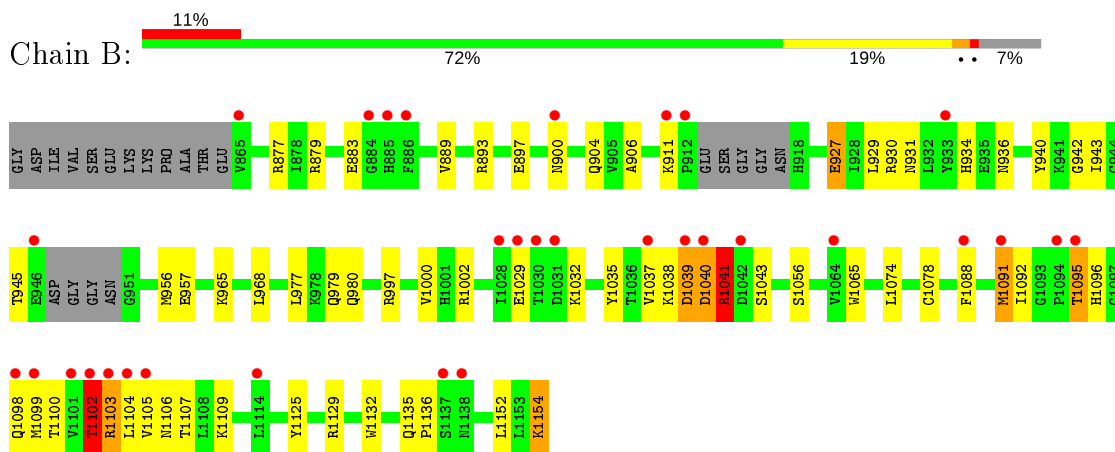 11%
Chain B:
72% 19% • • 7%
GLY ASP ILE VAL SER GLU LYS LYS PRO ALA THR GLU V865 R877 I878 R879 E883 G884 H885 F886 V889 R893 E897 N900 Q904 V905 A906 K911 P912 GLU SER GLY GLY ASN H918 E927 I928 L929 R930 N931 L932 Y933 H934 E935 N936 Y940 K941 G942 I943 C944
T945 E946 ASP GLY GLY ASN G951 M956 E957 K965 L968 L977 K978 Q979 Q980 R997 V1000 H1001 R1002 I1028 E1029 T1030 D1031 K1032 Y1035 T1036 V1037 K1038 D1039 D1040 R1041 D1042 S1043 S1056 V1064 W1065 L1074 C1078 F1088 M1091 I1092 G1093 P1094 T1095 H1096 G1097
Q1098 M1099 T1100 V1101 T1102 R1103 L1104 V1105 N1106 T1107 L1108 K1109 L1114 Y1125 R1129 W1132 Q1135 P1136 S1137 N1138 L1152 L1153 K1154